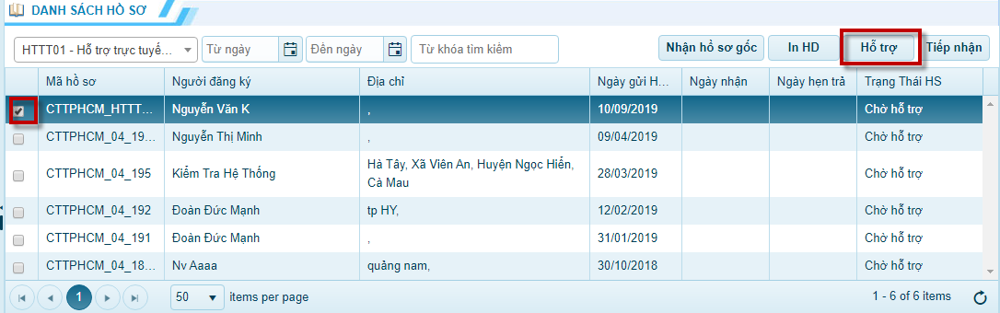 DANH SÁCH HỒ SƠ
HTTT01 - Hỗ trợ trực tuyế... Từ ngày Đến ngày Từ khóa tìm kiếm Nhận hồ sơ gốc In HD Hỗ trợ Tiếp nhận
Mã hồ sơ Người đăng ký Địa chỉ Ngày gửi H... Ngày nhận Ngày hẹn trả Trạng Thái HS
CTTPHCM_HTTT... Nguyễn Văn K , 10/09/2019 Chờ hỗ trợ
CTTPHCM_04_19... Nguyễn Thị Minh , 09/04/2019 Chờ hỗ trợ
CTTPHCM_04_195 Kiểm Tra Hệ Thống Hà Tây, Xã Viên An, Huyện Ngọc Hiển, 28/03/2019 Chờ hỗ trợ
Cà Mau
CTTPHCM_04_192 Đoàn Đức Mạnh tp HY, 12/02/2019 Chờ hỗ trợ
CTTPHCM_04_191 Đoàn Đức Mạnh , 31/01/2019 Chờ hỗ trợ
CTTPHCM_04_18... Nv Aaaa quảng nam, 30/10/2018 Chờ hỗ trợ
1 50 items per page 1 - 6 of 6 items